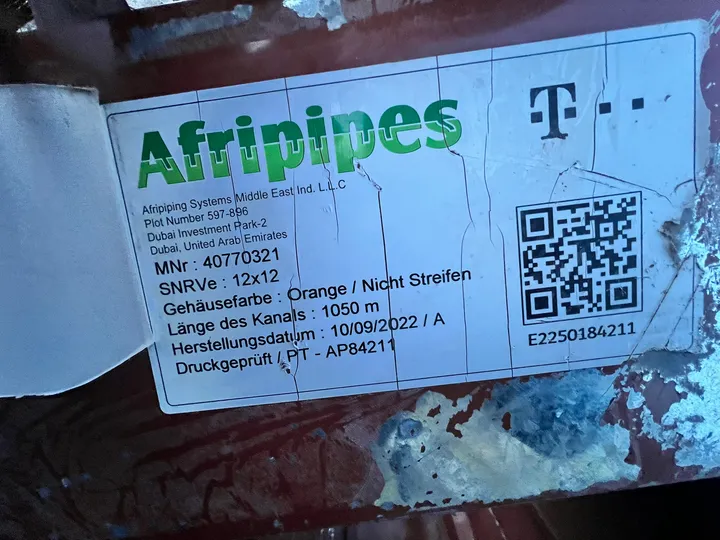 Afripipes
T
Afripiping Systems Middle East Ind. L.L.C
Plot Number 597-896
Dubai Investment Park-2
Dubai, United Arab Emirates
MNr : 40770321
SNRVe : 12x12
Gehäusefarbe : Orange / Nicht Streifen
Länge des Kanals : 1050 m
Herstellungsdatum : 10/09/2022 / A
Druckgeprüft / PT - AP84211
E2250184211